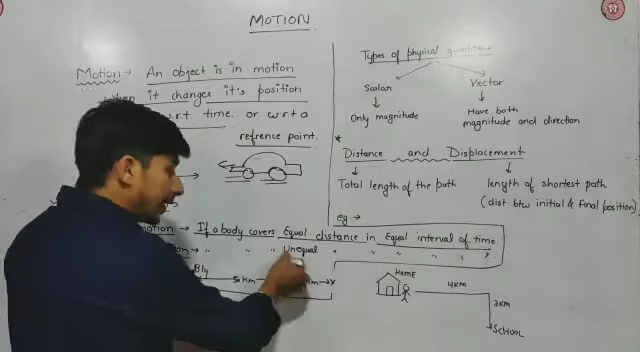 MOTION
Motion → An object is in motion
when it changes it's position
w.r.t time. or w.r.t a
refrence point.
motion → If a body covers Equal distance in Equal interval of time.
" " " Unequal " " " " " "
Types of physical quantities
Scalar
Vector
Only magnitude
Have both
magnitude and direction
* Distance and Displacement
Total length of the path
length of shortest path
(dist btw initial & final position)
eg →
HOME
4KM
SCHOOL